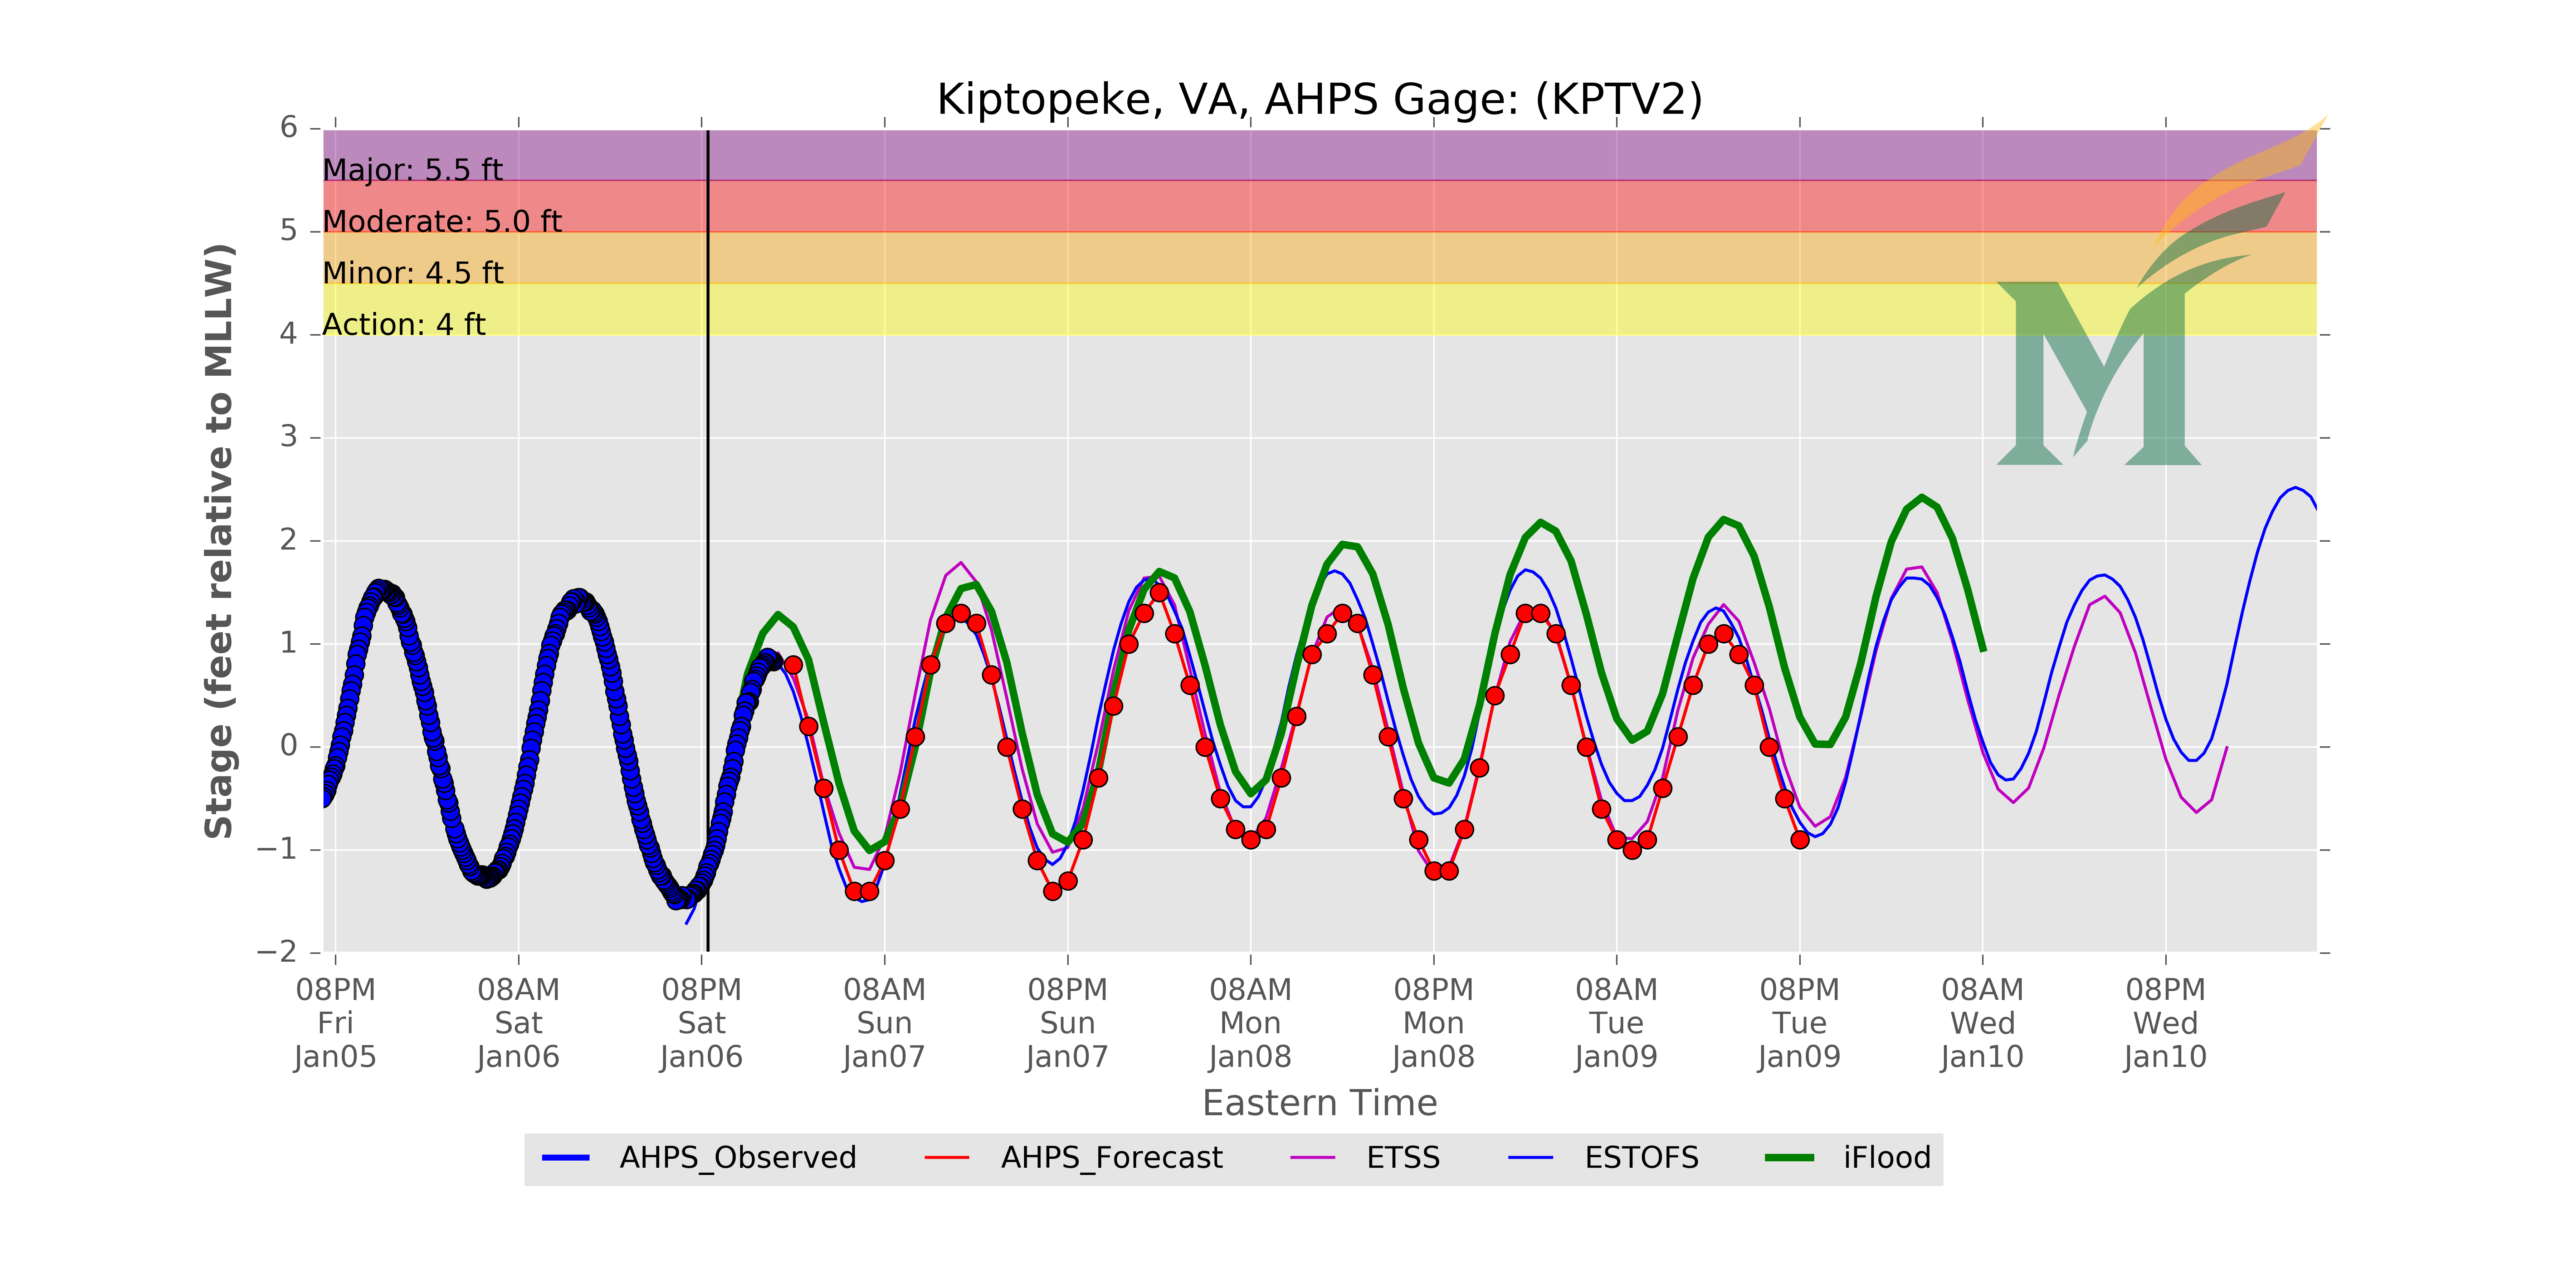 Kiptopeke, VA, AHPS Gage: (KPTV2)
Stage (feet relative to MLLW)
6
5
4
3
2
1
0
−1
−2
Major: 5.5 ft
Moderate: 5.0 ft
Minor: 4.5 ft
Action: 4 ft
M
08PM 08AM 08PM 08AM 08PM 08AM 08PM 08AM 08PM 08AM 08PM
Fri Sat Sat Sun Sun Mon Mon Tue Tue Wed Wed
Jan05 Jan06 Jan06 Jan07 Jan07 Jan08 Jan08 Jan09 Jan09 Jan10 Jan10
Eastern Time
AHPS_Observed AHPS_Forecast ETSS ESTOFS iFlood